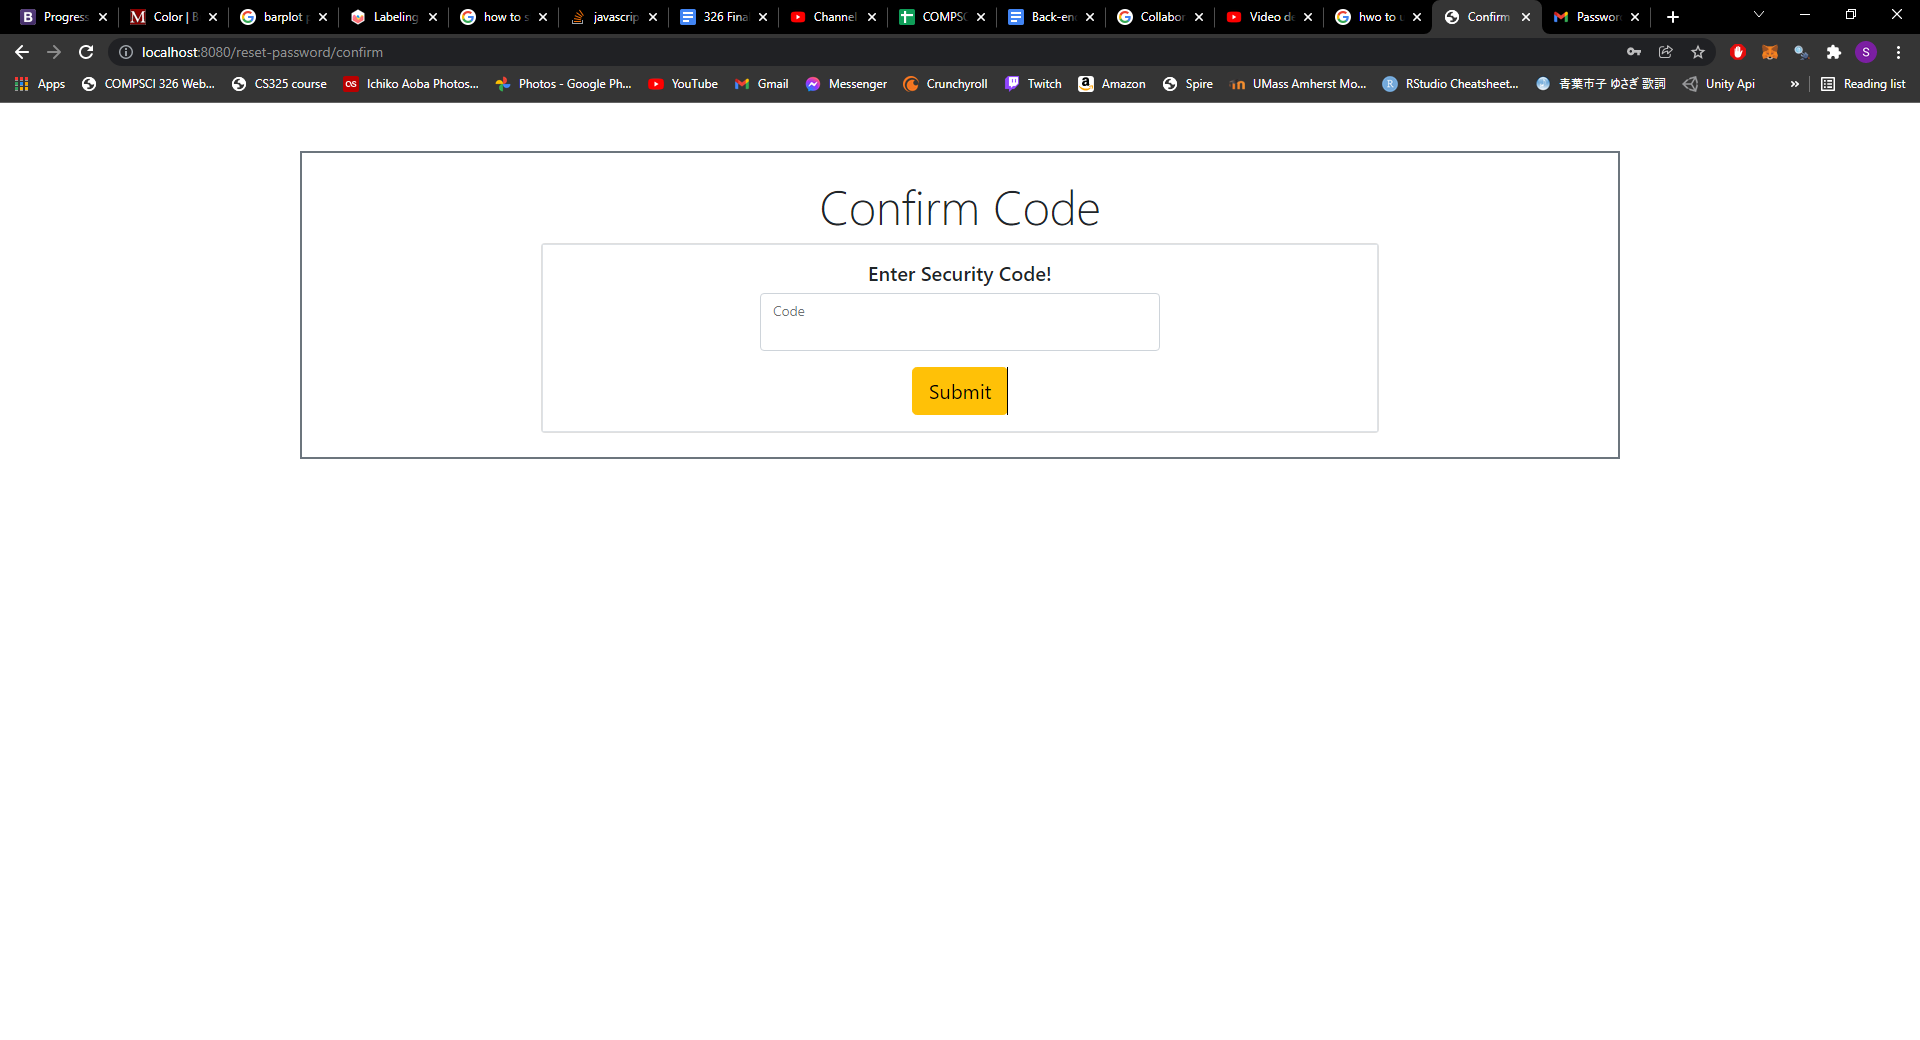 Progress
Color | B
barplot p
Labeling
how to s
javascrip
326 Fina
Channel
COMPSC
Back-end
Collabor
Video de
hwo to u
Confirm
Passwor
localhost:8080/reset-password/confirm
S
Apps
COMPSCI 326 Web...
CS325 course
Ichiko Aoba Photos...
Photos - Google Ph...
YouTube
Gmail
Messenger
Crunchyroll
Twitch
Amazon
Spire
UMass Amherst Mo...
RStudio Cheatsheet...
青葉市子 ゆさぎ 歌詞
Unity Api
»
Reading list
Confirm Code
Enter Security Code!
Code
Submit